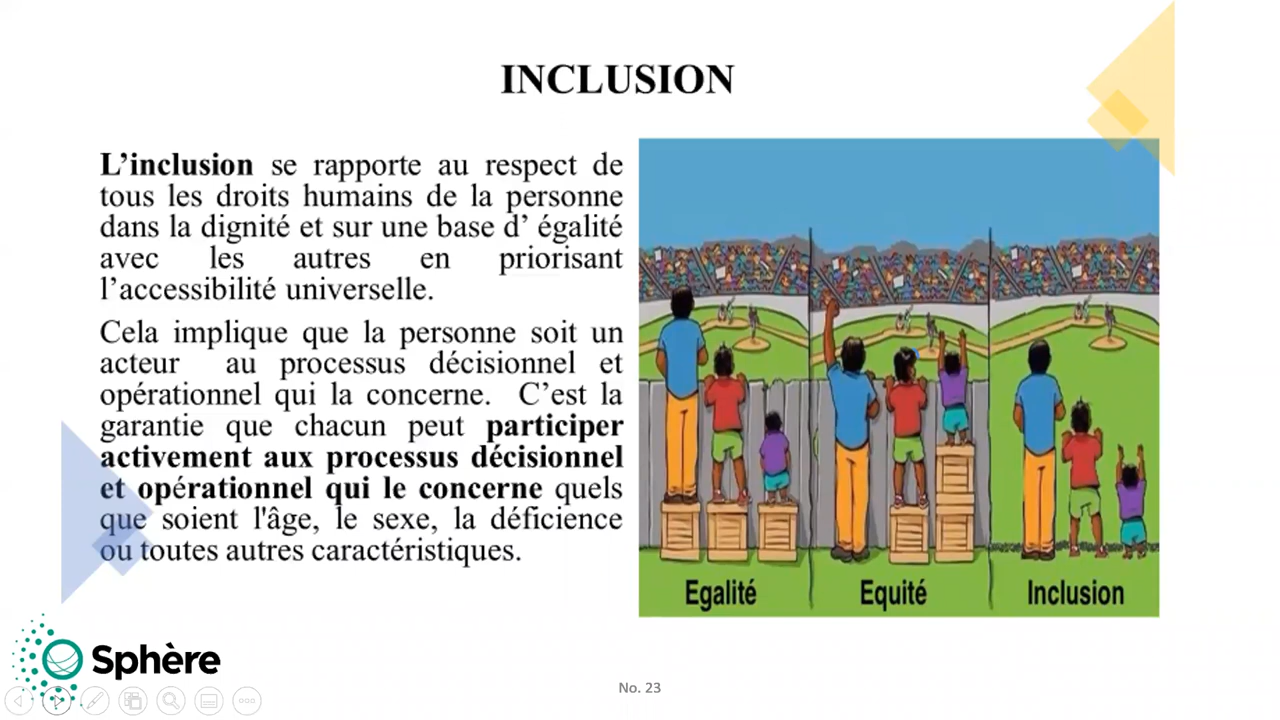 INCLUSION
L’inclusion se rapporte au respect de
tous les droits humains de la personne
dans la dignité et sur une base d’ égalité
avec les autres en priorisant
l’accessibilité universelle.
Cela implique que la personne soit un
acteur au processus décisionnel et
opérationnel qui la concerne. C’est la
garantie que chacun peut participer
activement aux processus décisionnel
et opérationnel qui le concerne quels
que soient l'âge, le sexe, la déficience
ou toutes autres caractéristiques.
Egalité
Equité
Inclusion
Sphère
No. 23